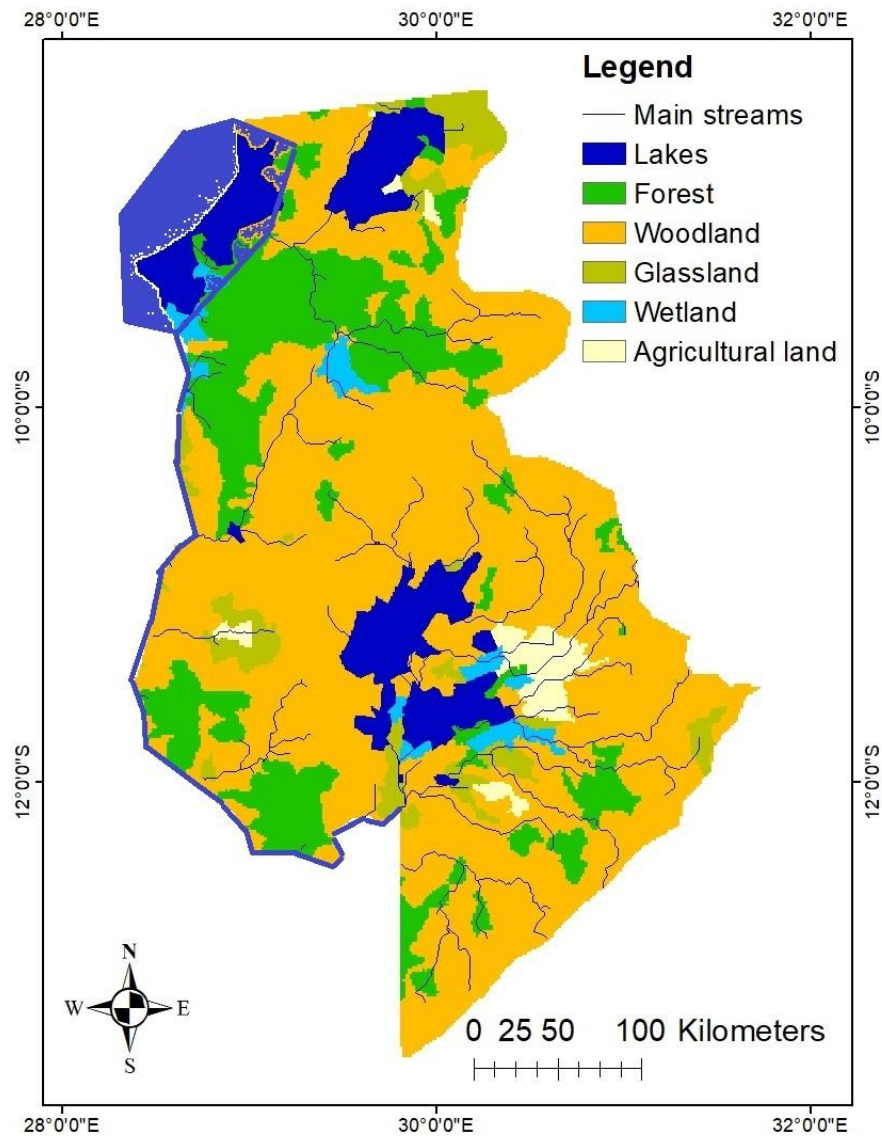 28°0'0"E 30°0'0"E 32°0'0"E
Legend
Main streams
Lakes
Forest
Woodland
Glassland
Wetland
Agricultural land
10°0'0"S 10°0'0"S
12°0'0"S 12°0'0"S
N
W E
S
0 25 50 100 Kilometers
28°0'0"E 30°0'0"E 32°0'0"E